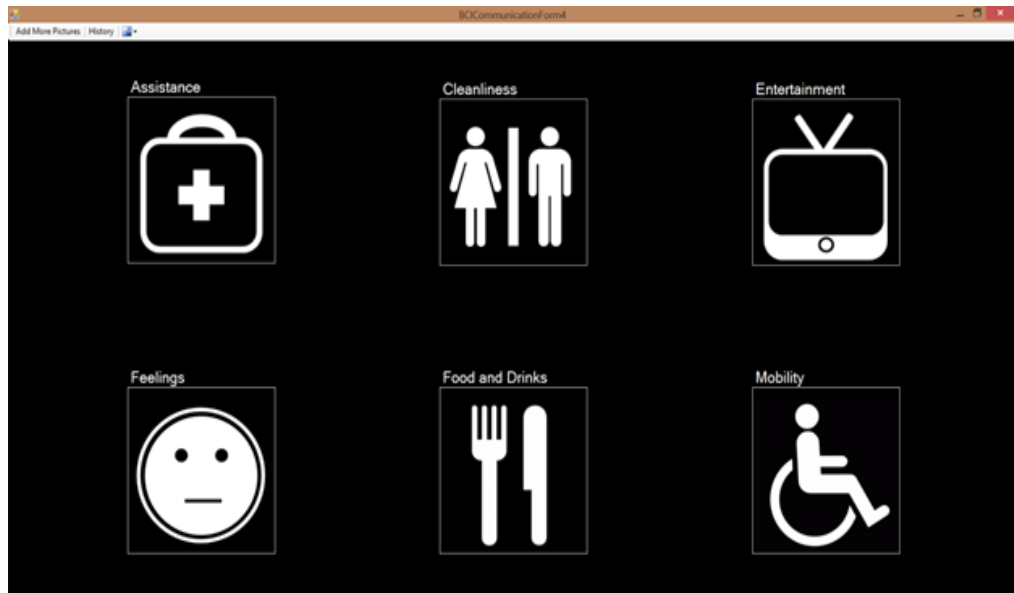 BCICommunicationForm4
Add More Pictures History
Assistance
Cleanliness
Entertainment
Feelings
Food and Drinks
Mobility